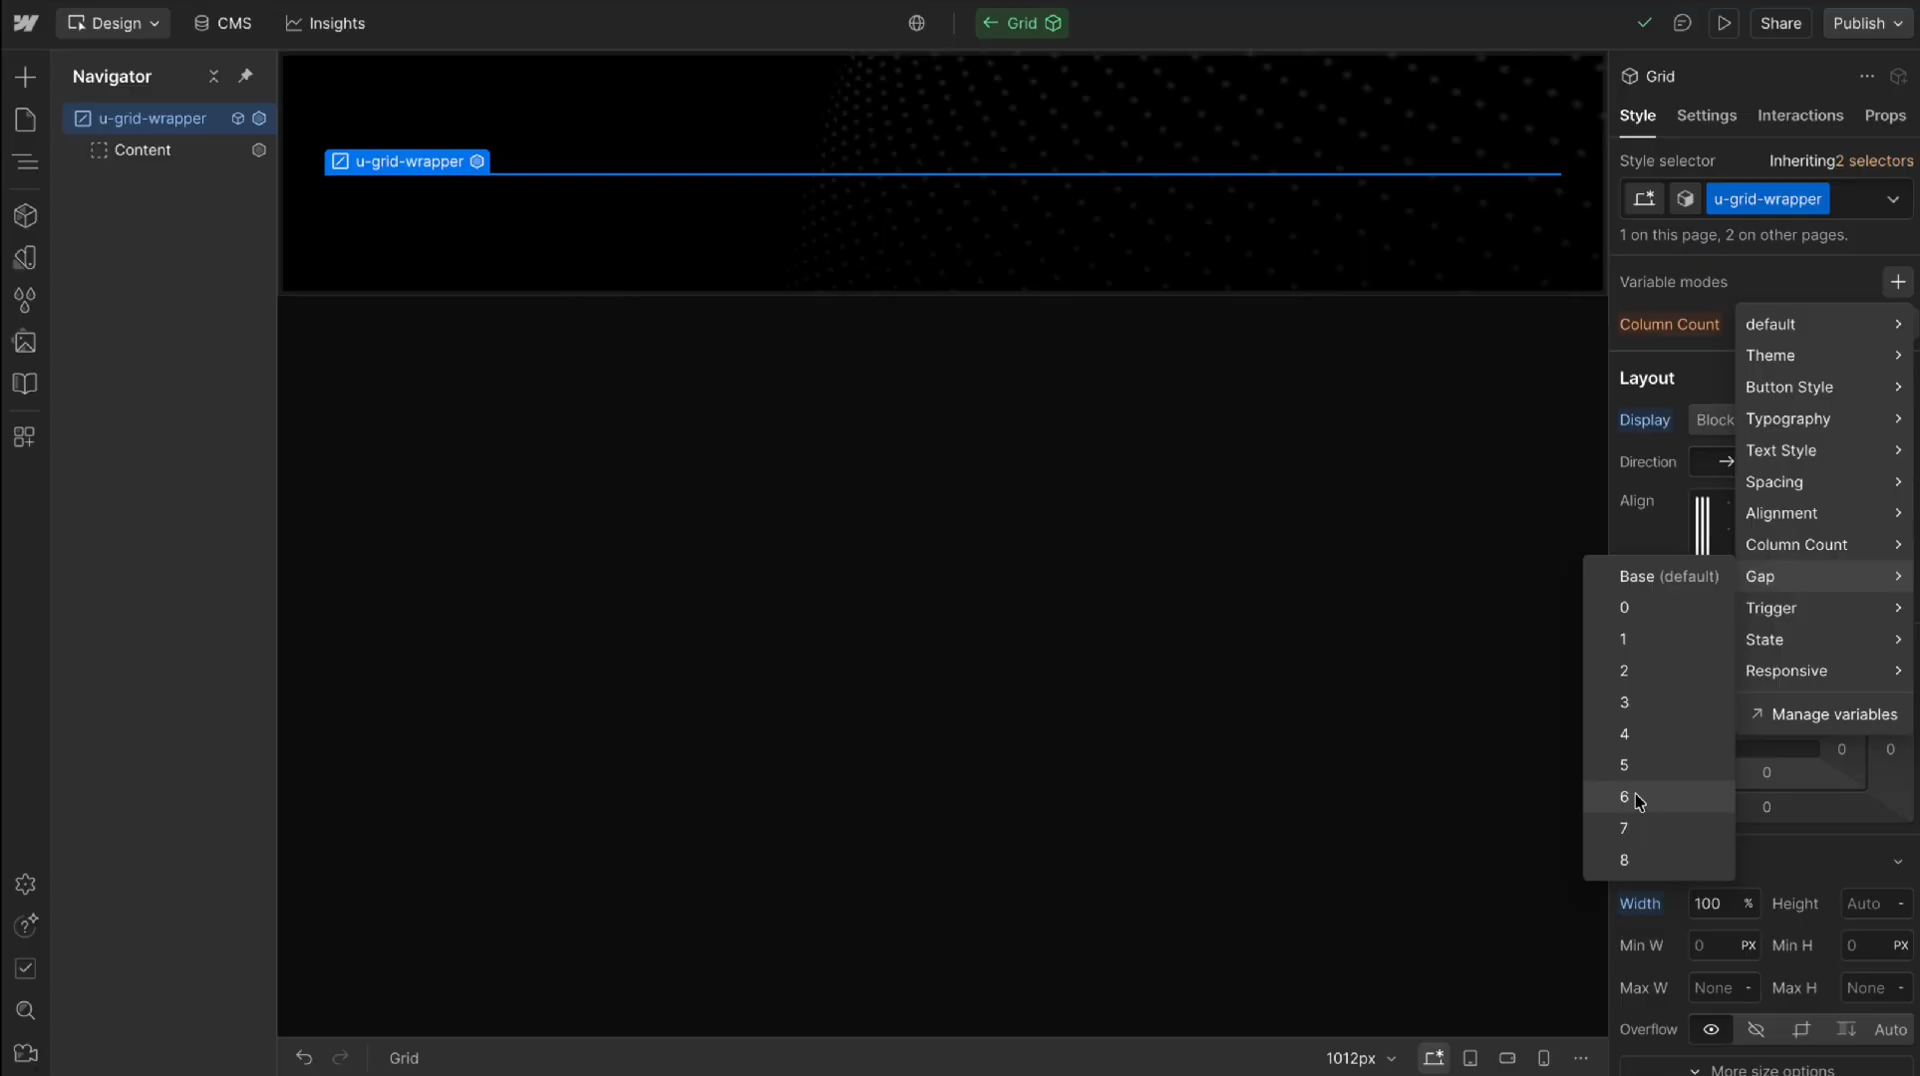 Design
CMS
Insights
Grid
Share
Publish
Navigator
u-grid-wrapper
Content
u-grid-wrapper
Grid
Style
Settings
Interactions
Props
Style selector
Inheriting 2 selectors
u-grid-wrapper
1 on this page, 2 on other pages.
Variable modes
Column Count
default
Theme
Button Style
Typography
Text Style
Spacing
Alignment
Column Count
Gap
Trigger
State
Responsive
Manage variables
Layout
Display
Block
Direction
Align
Base (default)
0
1
2
3
4
5
6
7
8
0
0
0
0
Width
100 %
Height
Auto -
Min W
0 PX
Min H
0 PX
Max W
None -
Max H
None -
Overflow
Auto
More size options
Grid
1012px